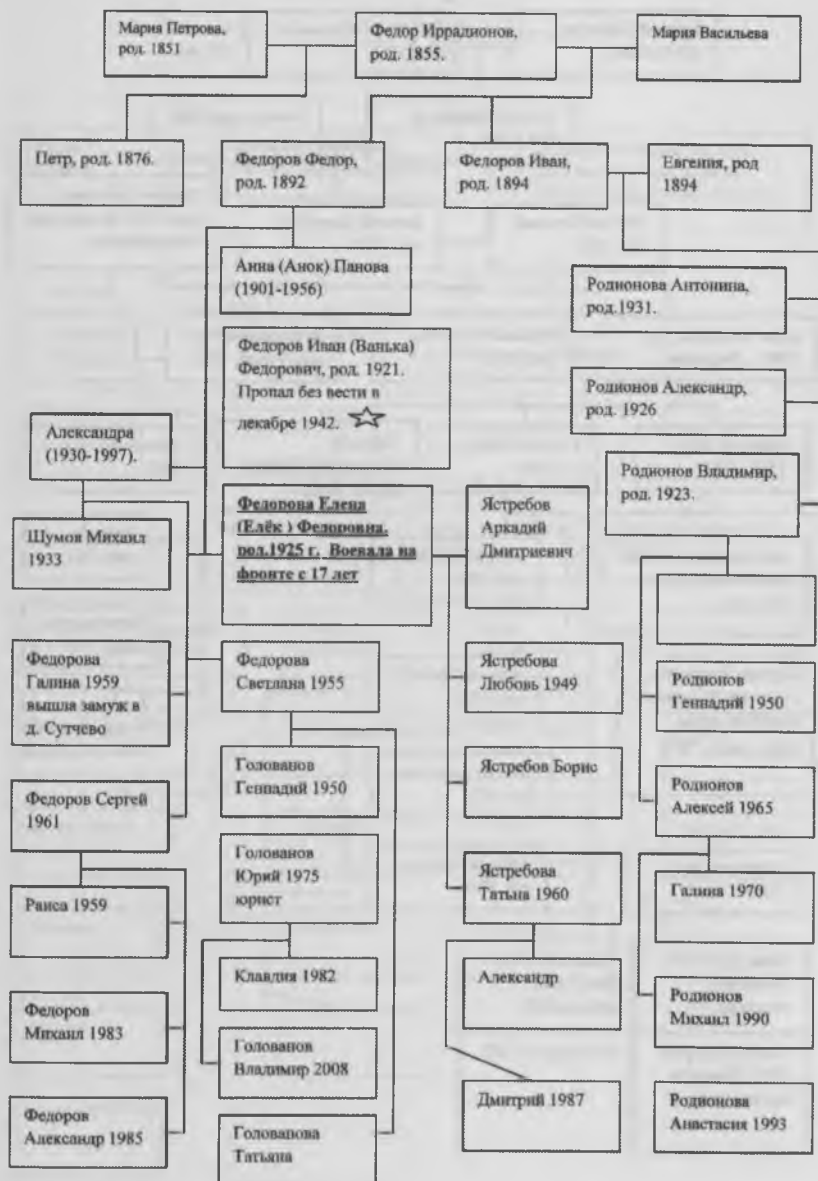 Мария Петрова,
род. 1851
Федор Иррадионов,
род. 1855.
Мария Васильева
Петр, род. 1876.
Федоров Федор,
род. 1892
Федоров Иван,
род. 1894
Евгения, род
1894
Анна (Анок) Панова
(1901-1956)
Родионова Антонина,
род.1931.
Федоров Иван (Ванька)
Федорович, род. 1921.
Пропал без вести в
декабре 1942.
Родионов Александр,
род. 1926
Александра
(1930-1997).
Родионов Владимир,
род. 1923.
Шумов Михаил
1933
Федорова Елена
(Елёк ) Федоровна,
род.1925 г. Воевала на
фронте с 17 лет
Ястребов
Аркадий
Дмитриевич
Федорова
Галина 1959
вышла замуж в
д. Сутчево
Федорова
Светлана 1955
Ястребова
Любовь 1949
Родионов
Геннадий 1950
Голованов
Геннадий 1950
Ястребов Борис
Федоров Сергей
1961
Родионов
Алексей 1965
Голованов
Юрий 1975
юрист
Ястребова
Татьна 1960
Раиса 1959
Галина 1970
Клавдия 1982
Александр
Федоров
Михаил 1983
Родионов
Михаил 1990
Голованов
Владимир 2008
Федоров
Александр 1985
Дмитрий 1987
Родионова
Анастасия 1993
Голованова
Татьяна